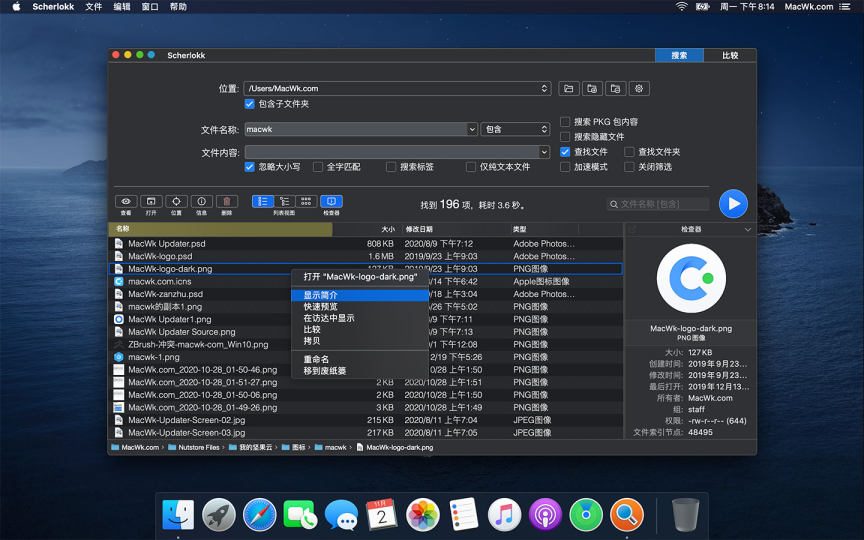 Scherlokk 文件 编辑 窗口 帮助 周一 下午8:14 MacWk.com
Scherlokk 搜索 比较
位置: /Users/MacWk.com
包含子文件夹
文件名称: macwk 包含
搜索 PKG 包内容
搜索隐藏文件
文件内容: 查找文件 查找文件夹
忽略大小写 全字匹配 搜索标签 仅纯文本文件 加速模式 关闭筛选
查看 打开 位置 信息 删除 列表视图 检查器
找到 196 项，耗时 3.6 秒。
文件名称 [包含]
名称 大小 修改日期 类型 检查器
MacWk Updater.psd 808 KB 2020/8/9 下午7:12 Adobe Photos...
MacWk-logo.psd 1.6 MB 2019/9/23 上午9:03 Adobe Photos...
MacWk-logo-dark.png 127 KB 2019/9/23 上午9:03 PNG图像
macwk.com.icns /14 下午6:42 Apple图标图像
MacWk-zanzhu.psd /18 上午3:04 Adobe Photos...
macwk的副本1.png /26 下午5:02 PNG图像
MacWk Updater1.png /9 下午7:11 PNG图像
MacWk Updater Source.png /9 下午7:13 PNG图像
ZBrush-冲突-macwk-com_Win10.png /1 下午12:08 PNG图像
macwk-1.png 2/19 下午5:26 PNG图像
MacWk.com_2020-10-28_01-50-46.png 0/28 上午1:50 PNG图像
MacWk.com_2020-10-28_01-51-27.png 2 KB 2020/10/28 上午1:51 PNG图像
MacWk.com_2020-10-28_01-50-06.png 2 KB 2020/10/28 上午1:50 PNG图像
MacWk.com_2020-10-28_01-49-26.png 3 KB 2020/10/28 上午1:49 PNG图像
MacWk-Updater-Screen-02.jpg 215 KB 2020/8/11 上午7:04 JPEG图像
MacWk-Updater-Screen-03.jpg 217 KB 2020/8/11 上午7:05 JPEG图像
打开 "MacWk-logo-dark.png"
显示简介
快速预览
在访达中显示
比较
拷贝
重命名
移到废纸篓
MacWk-logo-dark.png
PNG图像
大小: 127 KB
创建时间: 2019年9月23...
修改时间: 2019年9月23...
最后打开: 2019年12月13...
所有者: MacWk.com
组: staff
权限: -rw-r--r-- (644)
文件索引节点: 48495
MacWk.com › Nutstore Files › 我的坚果云 › 图标 › macwk › MacWk-logo-dark.png
11月
2